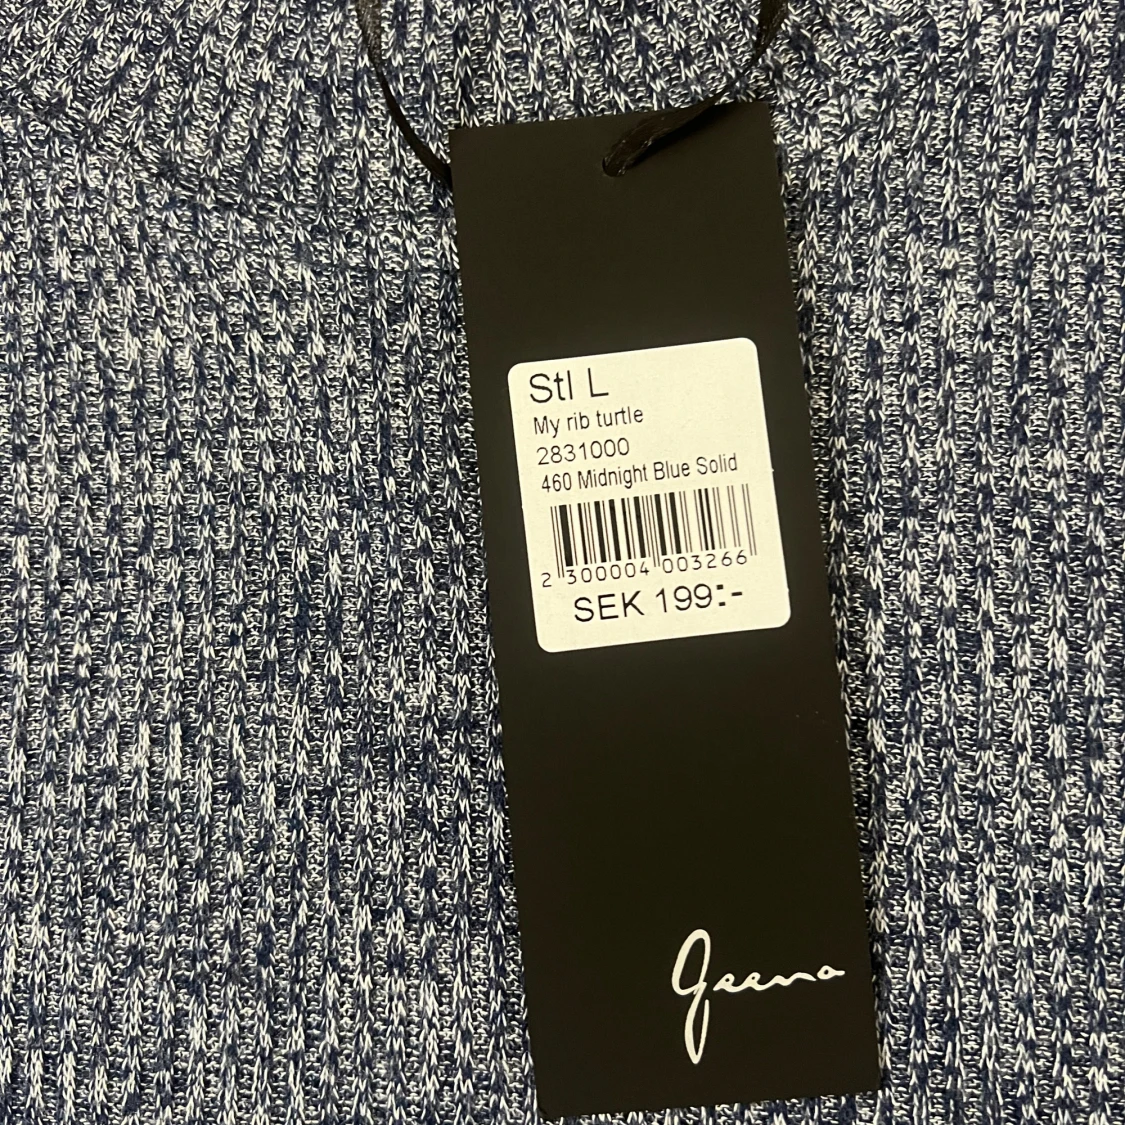 Stl L
My rib turtle
2831000
460 Midnight Blue Solid
2 300004 003266
SEK 199:-
Geena